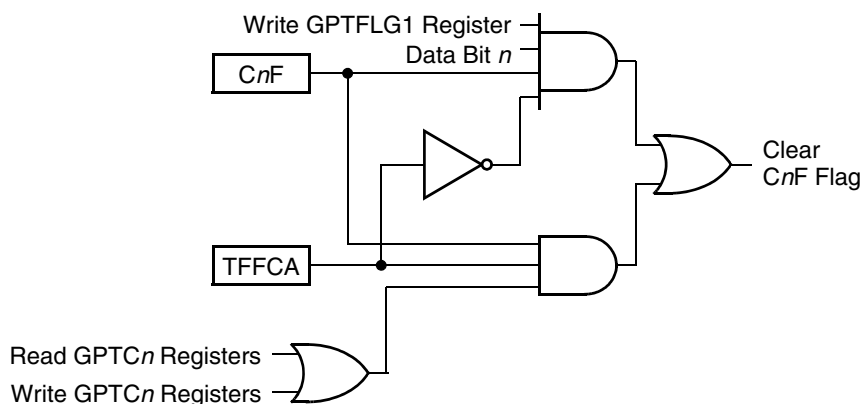 Write GPTFLG1 Register
Data Bit n
CnF
Clear
CnF Flag
TFFCA
Read GPTCn Registers
Write GPTCn Registers